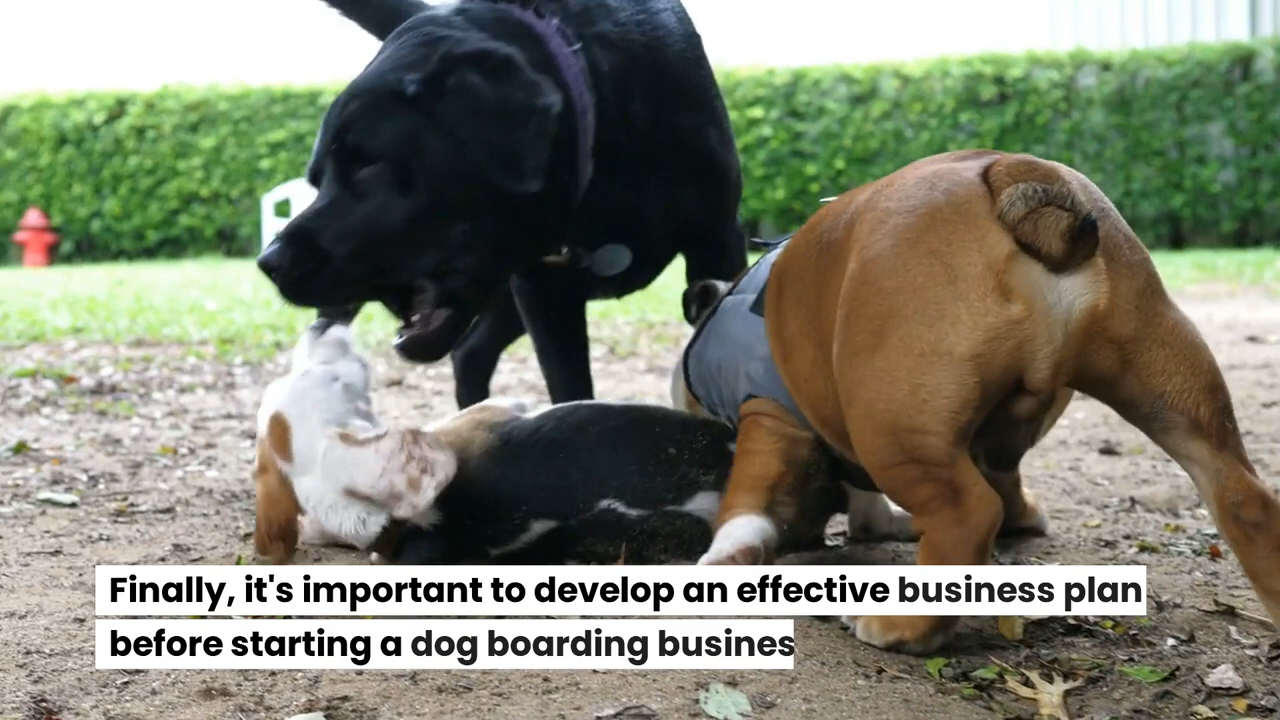 Finally, it's important to develop an effective business plan
before starting a dog boarding busines